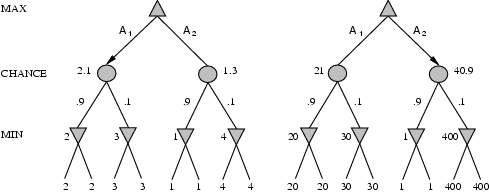 MAX
A1 A2 A1 A2
CHANCE 2.1 1.3 21 40.9
.9 .1 .9 .1 .9 .1 .9 .1
MIN 2 3 1 4 20 30 1 400
2 2 3 3 1 1 4 4 20 20 30 30 1 1 400 400